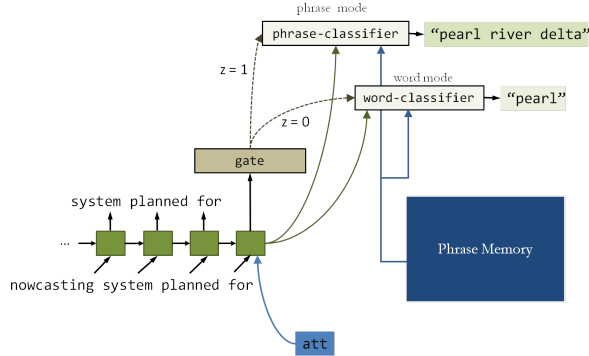 phrase mode
phrase-classifier
“pearl river delta”
z = 1
word mode
word-classifier
“pearl”
z = 0
gate
system planned for
...
nowcasting system planned for
Phrase Memory
att